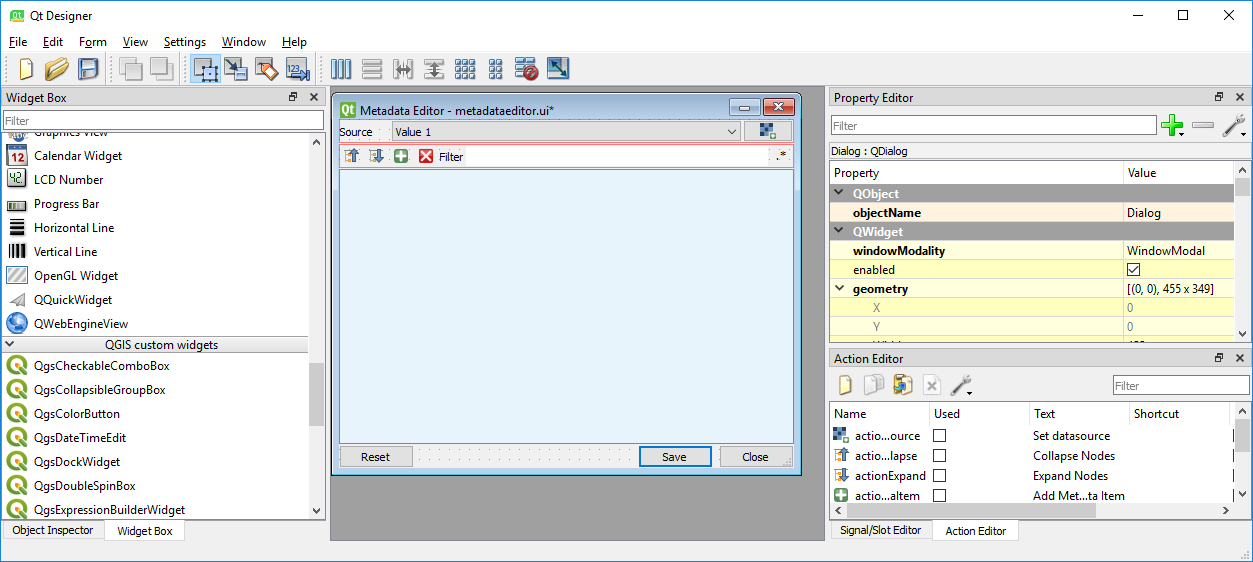 Qt Designer
File Edit Form View Settings Window Help
Widget Box
Filter
Graphics View
Calendar Widget
LCD Number
Progress Bar
Horizontal Line
Vertical Line
OpenGL Widget
QQuickWidget
QWebEngineView
QGIS custom widgets
QgsCheckableComboBox
QgsCollapsibleGroupBox
QgsColorButton
QgsDateTimeEdit
QgsDockWidget
QgsDoubleSpinBox
QgsExpressionBuilderWidget
Object Inspector Widget Box
Qt Metadata Editor - metadataeditor.ui*
Source Value 1
Filter .*
Reset Save Close
Property Editor
Filter
Dialog : QDialog
Property Value
QObject
objectName Dialog
QWidget
windowModality WindowModal
enabled
geometry [(0, 0), 455 x 349]
X 0
Y 0
Action Editor
Filter
Name Used Text Shortcut
actio...ource Set datasource
actio...lapse Collapse Nodes
actionExpand Expand Nodes
actio...aItem Add Met...ta Item
Signal/Slot Editor Action Editor